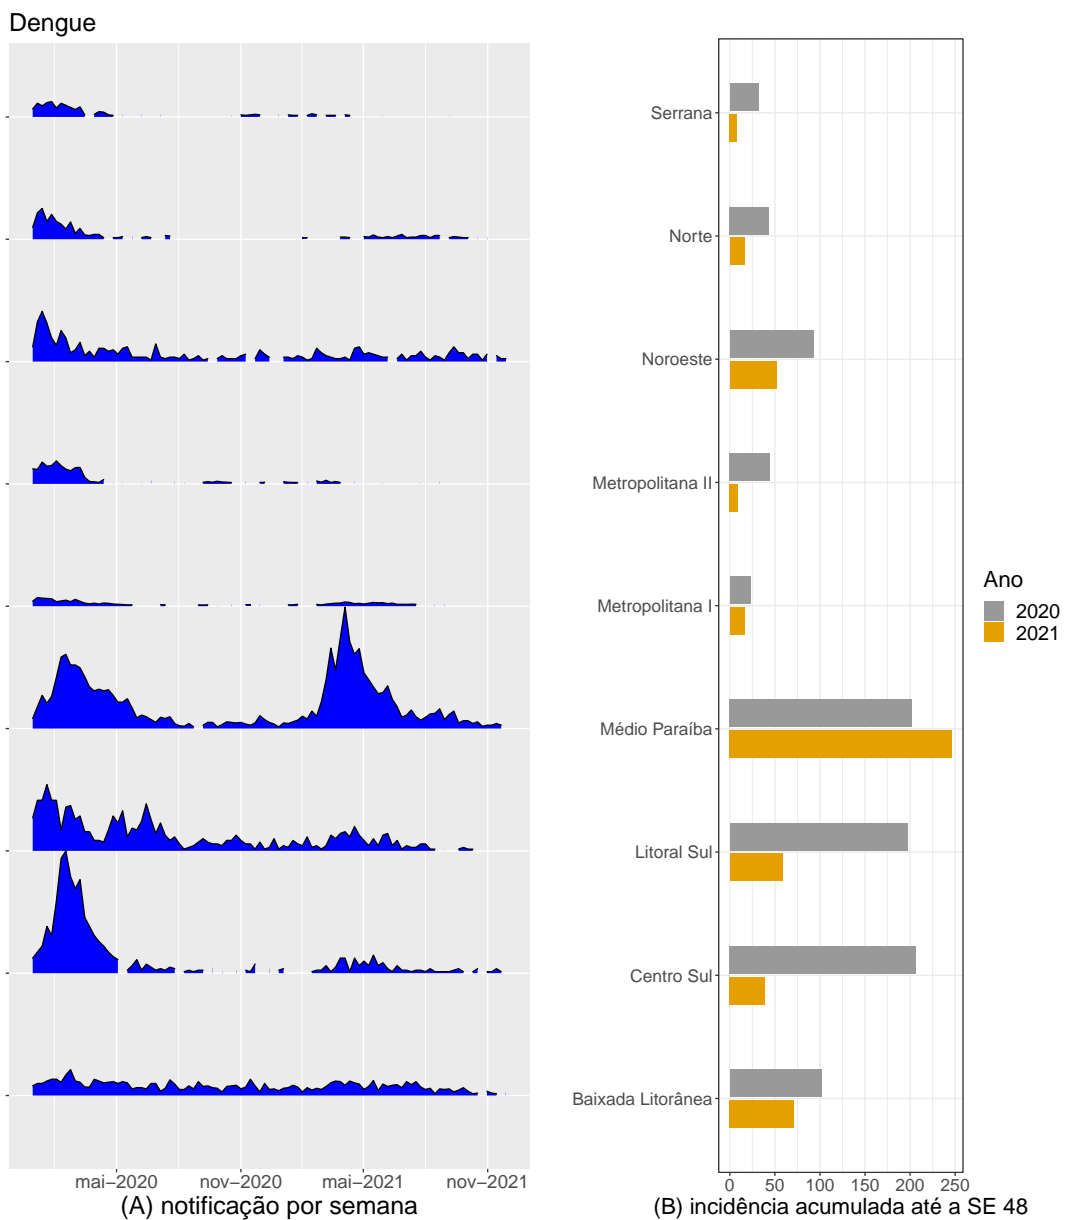 Dengue
mai–2020
nov–2020
mai–2021
nov–2021
(A) notificação por semana
Serrana
Norte
Noroeste
Metropolitana II
Metropolitana I
Médio Paraíba
Litoral Sul
Centro Sul
Baixada Litorânea
0 50 100 150 200 250
(B) incidência acumulada até a SE 48
Ano
2020
2021